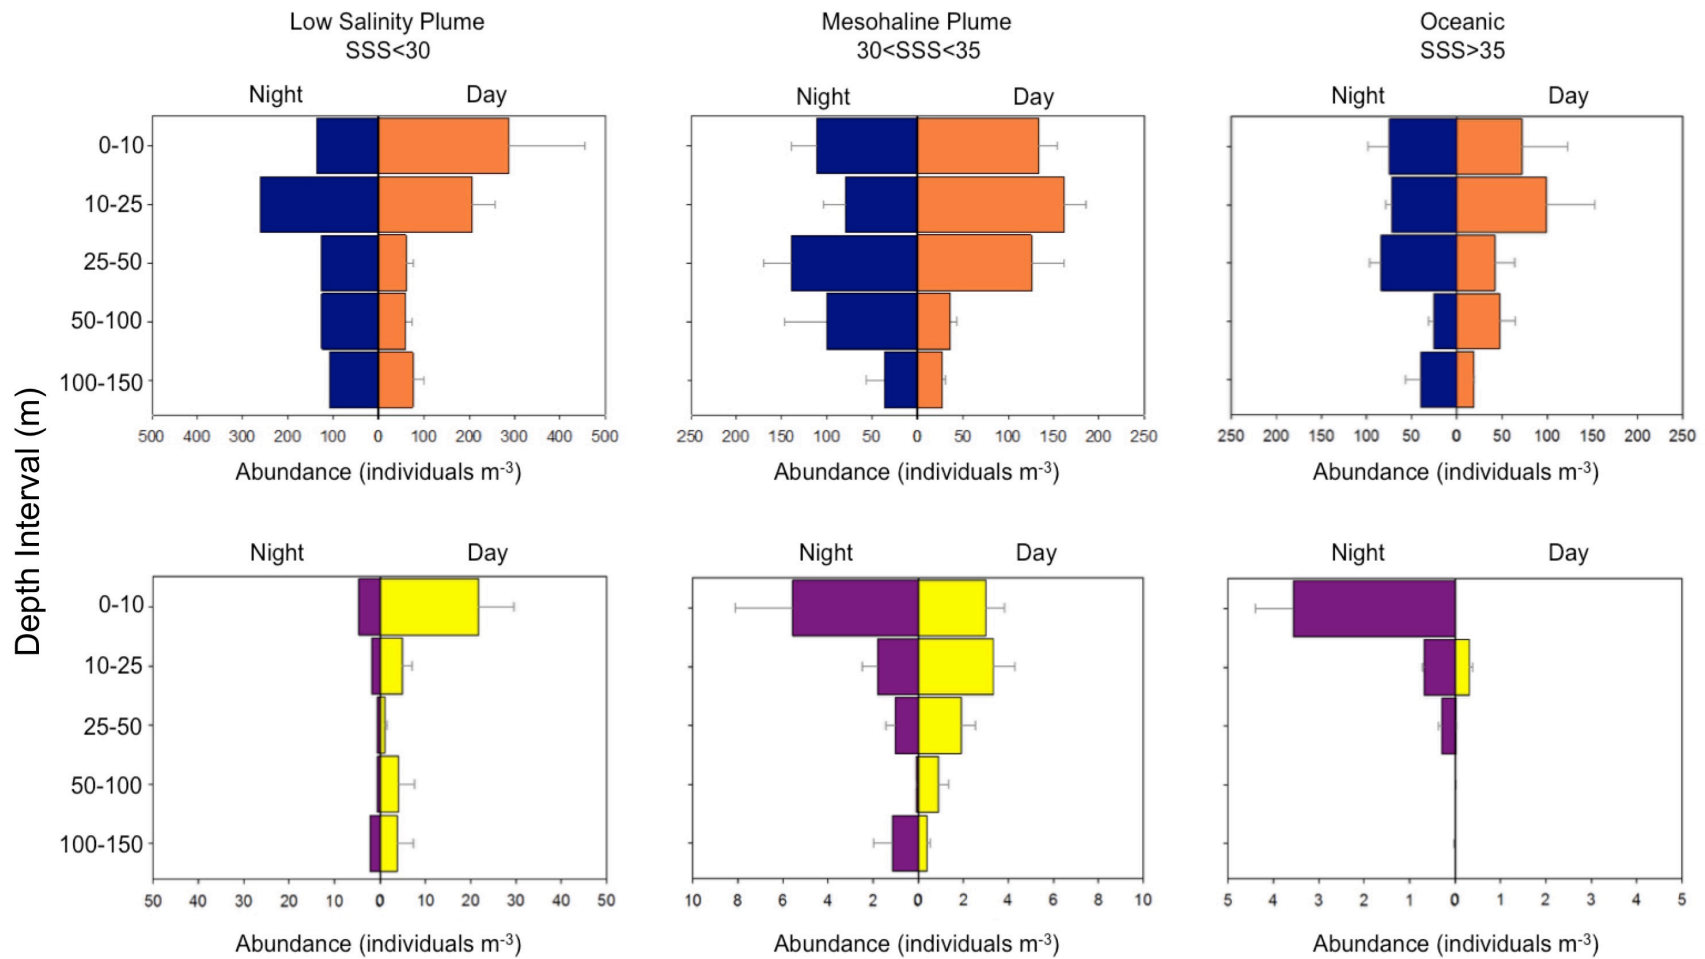 Low Salinity Plume
SSS<30
Mesohaline Plume
30<SSS<35
Oceanic
SSS>35
Night Day
Night Day
Night Day
Depth Interval (m)
0-10
10-25
25-50
50-100
100-150
500 400 300 200 100 0 100 200 300 400 500
250 200 150 100 50 0 50 100 150 200 250
250 200 150 100 50 0 50 100 150 200 250
Abundance (individuals m-3)
Abundance (individuals m-3)
Abundance (individuals m-3)
Night Day
Night Day
Night Day
0-10
10-25
25-50
50-100
100-150
50 40 30 20 10 0 10 20 30 40 50
10 8 6 4 2 0 2 4 6 8 10
5 4 3 2 1 0 1 2 3 4 5
Abundance (individuals m-3)
Abundance (individuals m-3)
Abundance (individuals m-3)